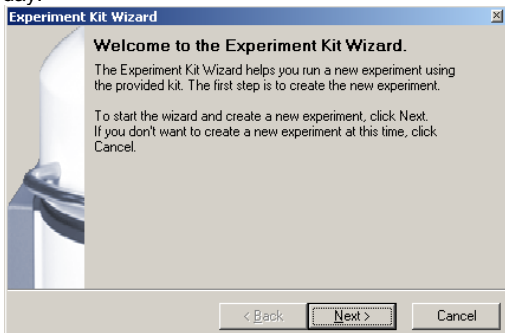 day.
Experiment Kit Wizard
Welcome to the Experiment Kit Wizard.
The Experiment Kit Wizard helps you run a new experiment using
the provided kit. The first step is to create the new experiment.
To start the wizard and create a new experiment, click Next.
If you don't want to create a new experiment at this time, click
Cancel.
< Back Next > Cancel